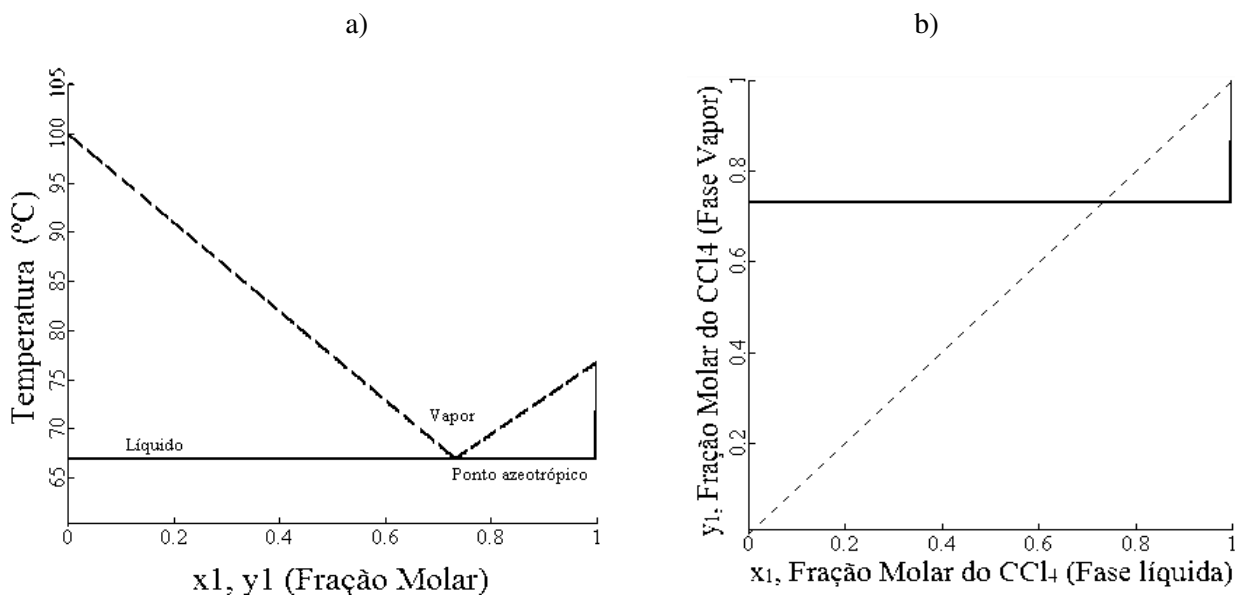 a)
105
100
95
90
85
80
75
70
65
Temperatura (ºC)
Líquido
Vapor
Ponto azeotrópico
0 0.2 0.4 0.6 0.8 1
x1, y1 (Fração Molar)
b)
1
0.8
0.6
0.4
0.2
y1, Fração Molar do CCl4 (Fase Vapor)
0 0.2 0.4 0.6 0.8 1
x1, Fração Molar do CCl4 (Fase líquida)